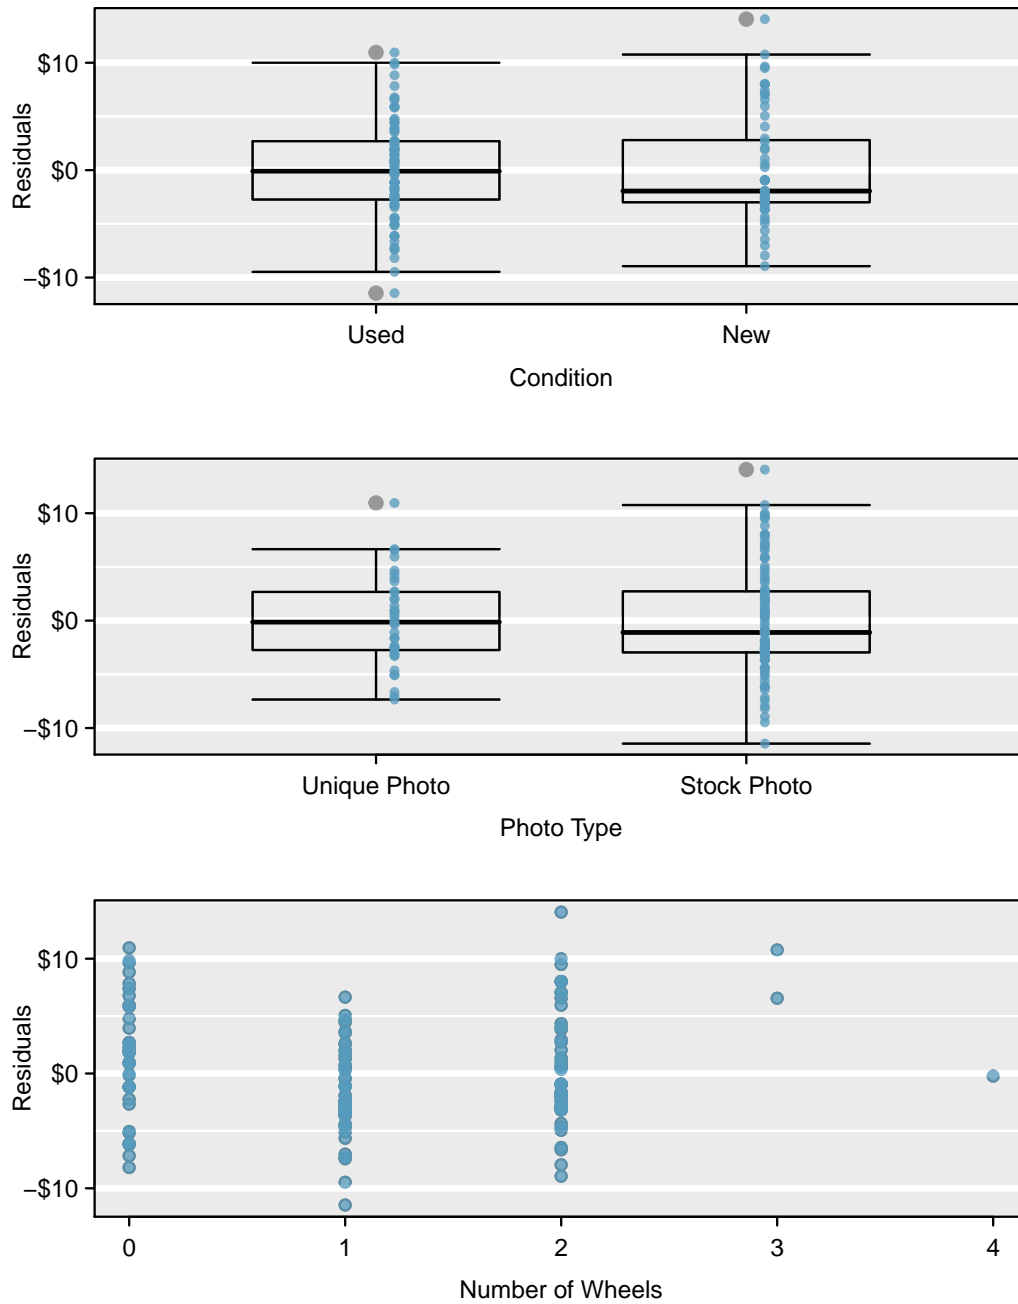 $10
$0
−$10
Residuals
Used
New
Condition
$10
$0
−$10
Residuals
Unique Photo
Stock Photo
Photo Type
$10
$0
−$10
Residuals
0
1
2
3
4
Number of Wheels